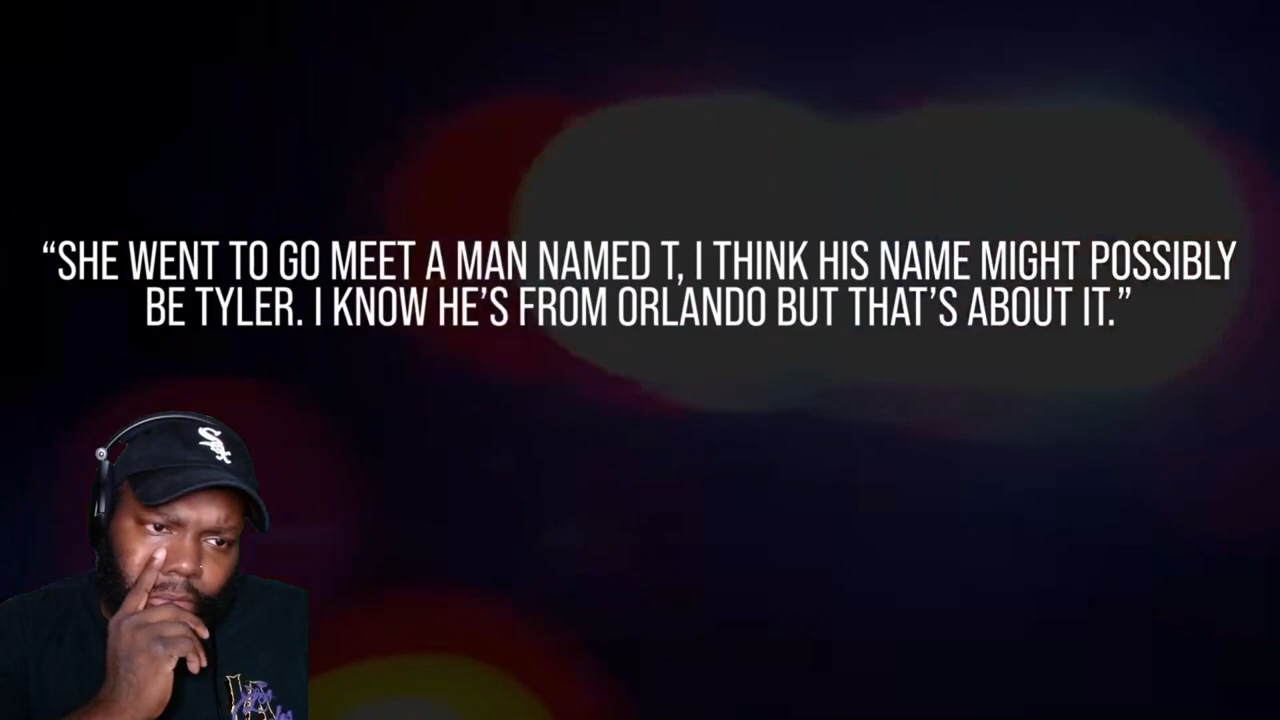 “SHE WENT TO GO MEET A MAN NAMED T, I THINK HIS NAME MIGHT POSSIBLY
BE TYLER. I KNOW HE’S FROM ORLANDO BUT THAT’S ABOUT IT.”
Sox